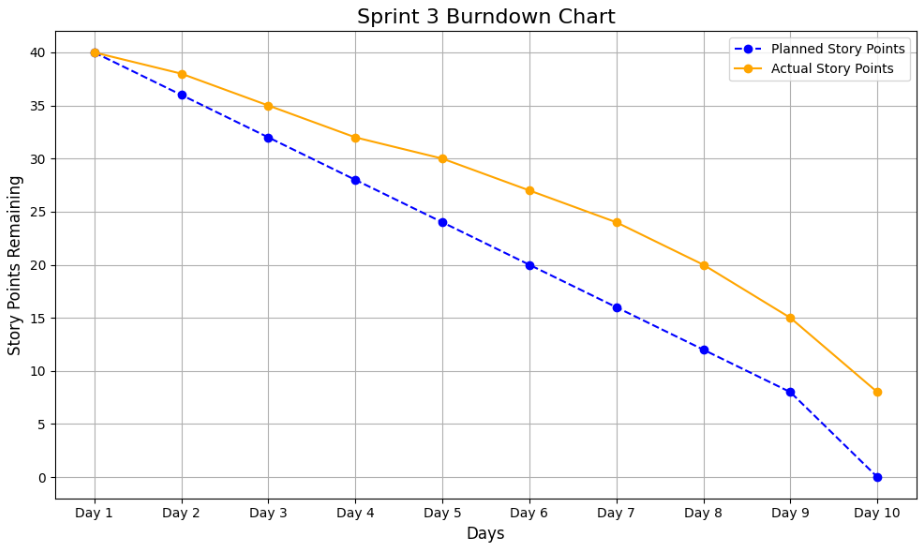 Sprint 3 Burndown Chart
Planned Story Points
Actual Story Points
Story Points Remaining
40
35
30
25
20
15
10
5
0
Day 1 Day 2 Day 3 Day 4 Day 5 Day 6 Day 7 Day 8 Day 9 Day 10
Days